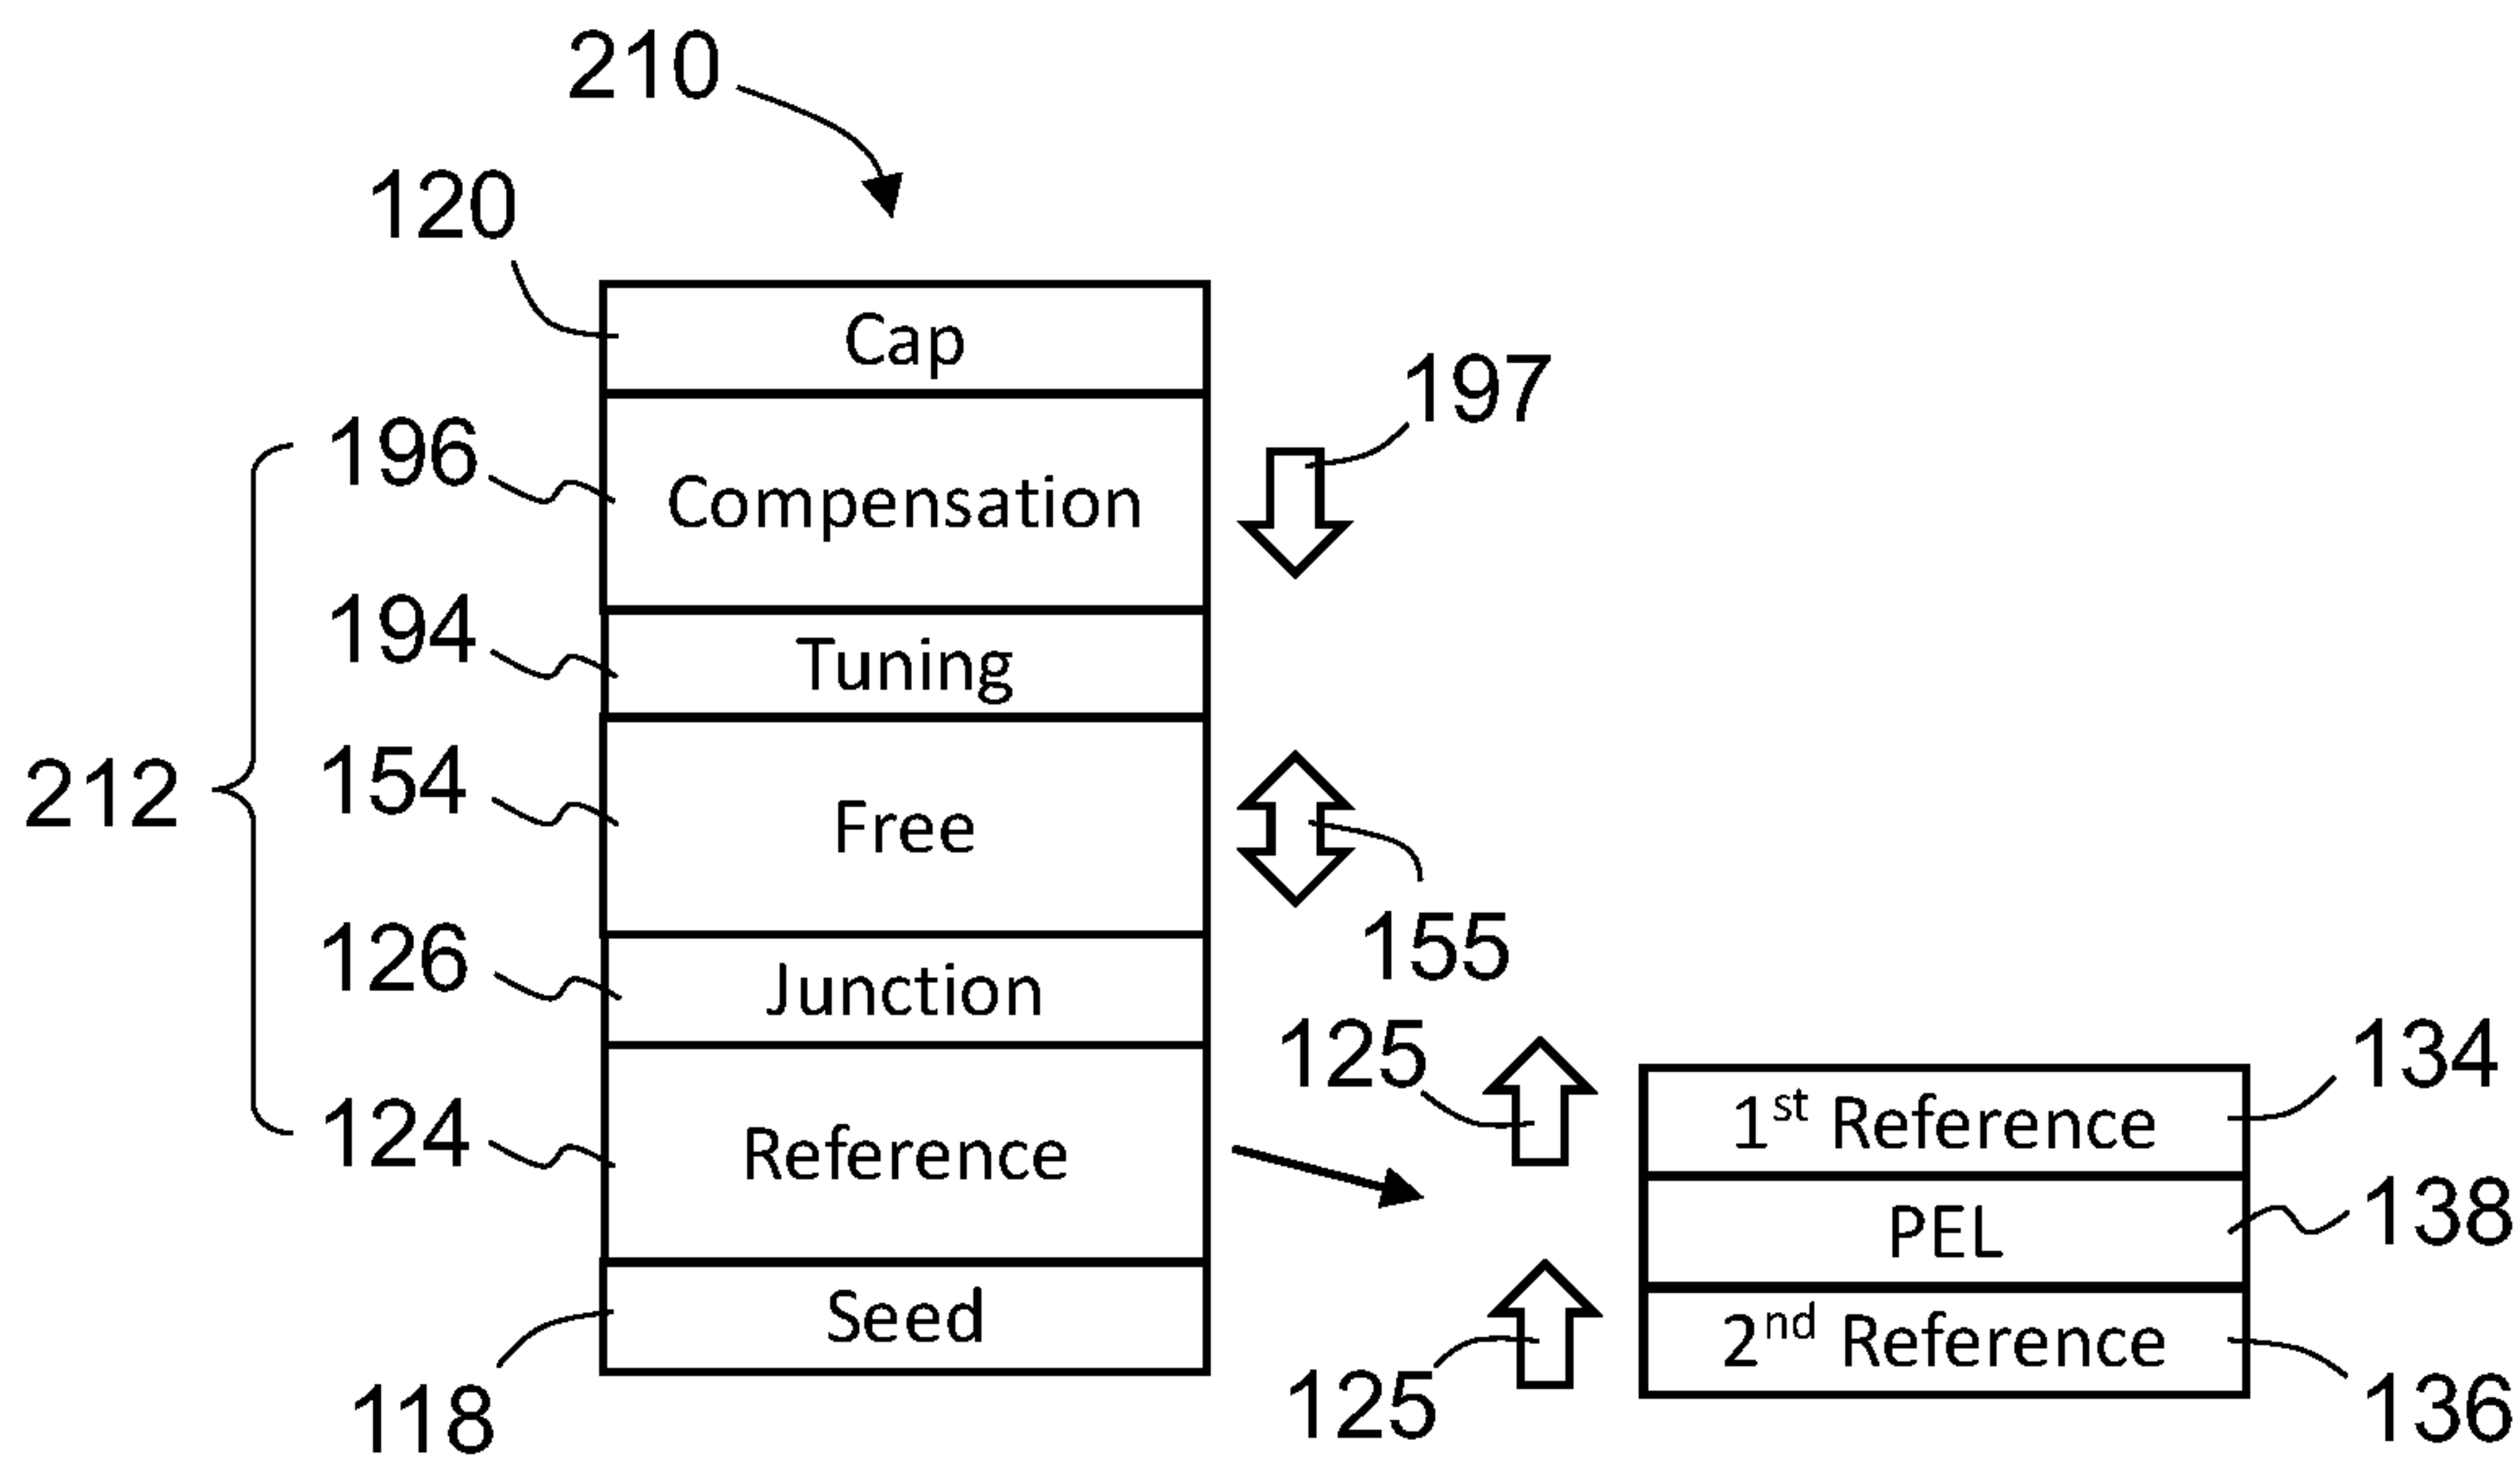 210
120
Cap
197
196
Compensation
194
Tuning
212
154
Free
155
126
Junction
125
134
1st Reference
124
Reference
138
PEL
118
Seed
125
2nd Reference
136